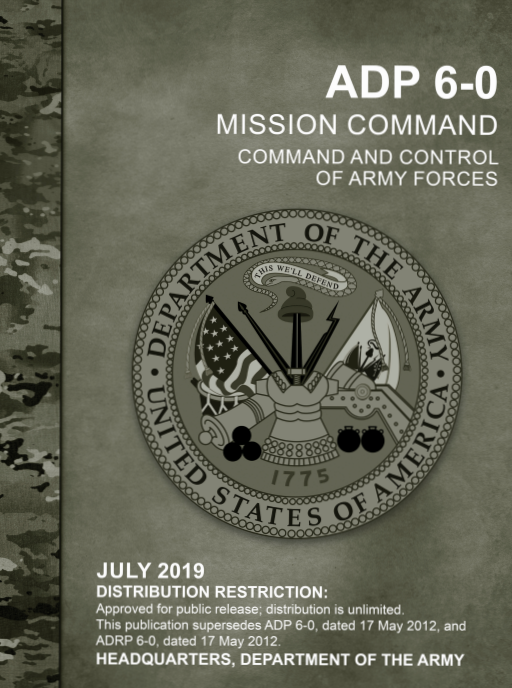 ADP 6-0
MISSION COMMAND
COMMAND AND CONTROL
OF ARMY FORCES
DEPARTMENT OF THE ARMY
THIS WE'LL DEFEND
1775
UNITED STATES OF AMERICA
JULY 2019
DISTRIBUTION RESTRICTION:
Approved for public release; distribution is unlimited.
This publication supersedes ADP 6-0, dated 17 May 2012, and
ADRP 6-0, dated 17 May 2012.
HEADQUARTERS, DEPARTMENT OF THE ARMY